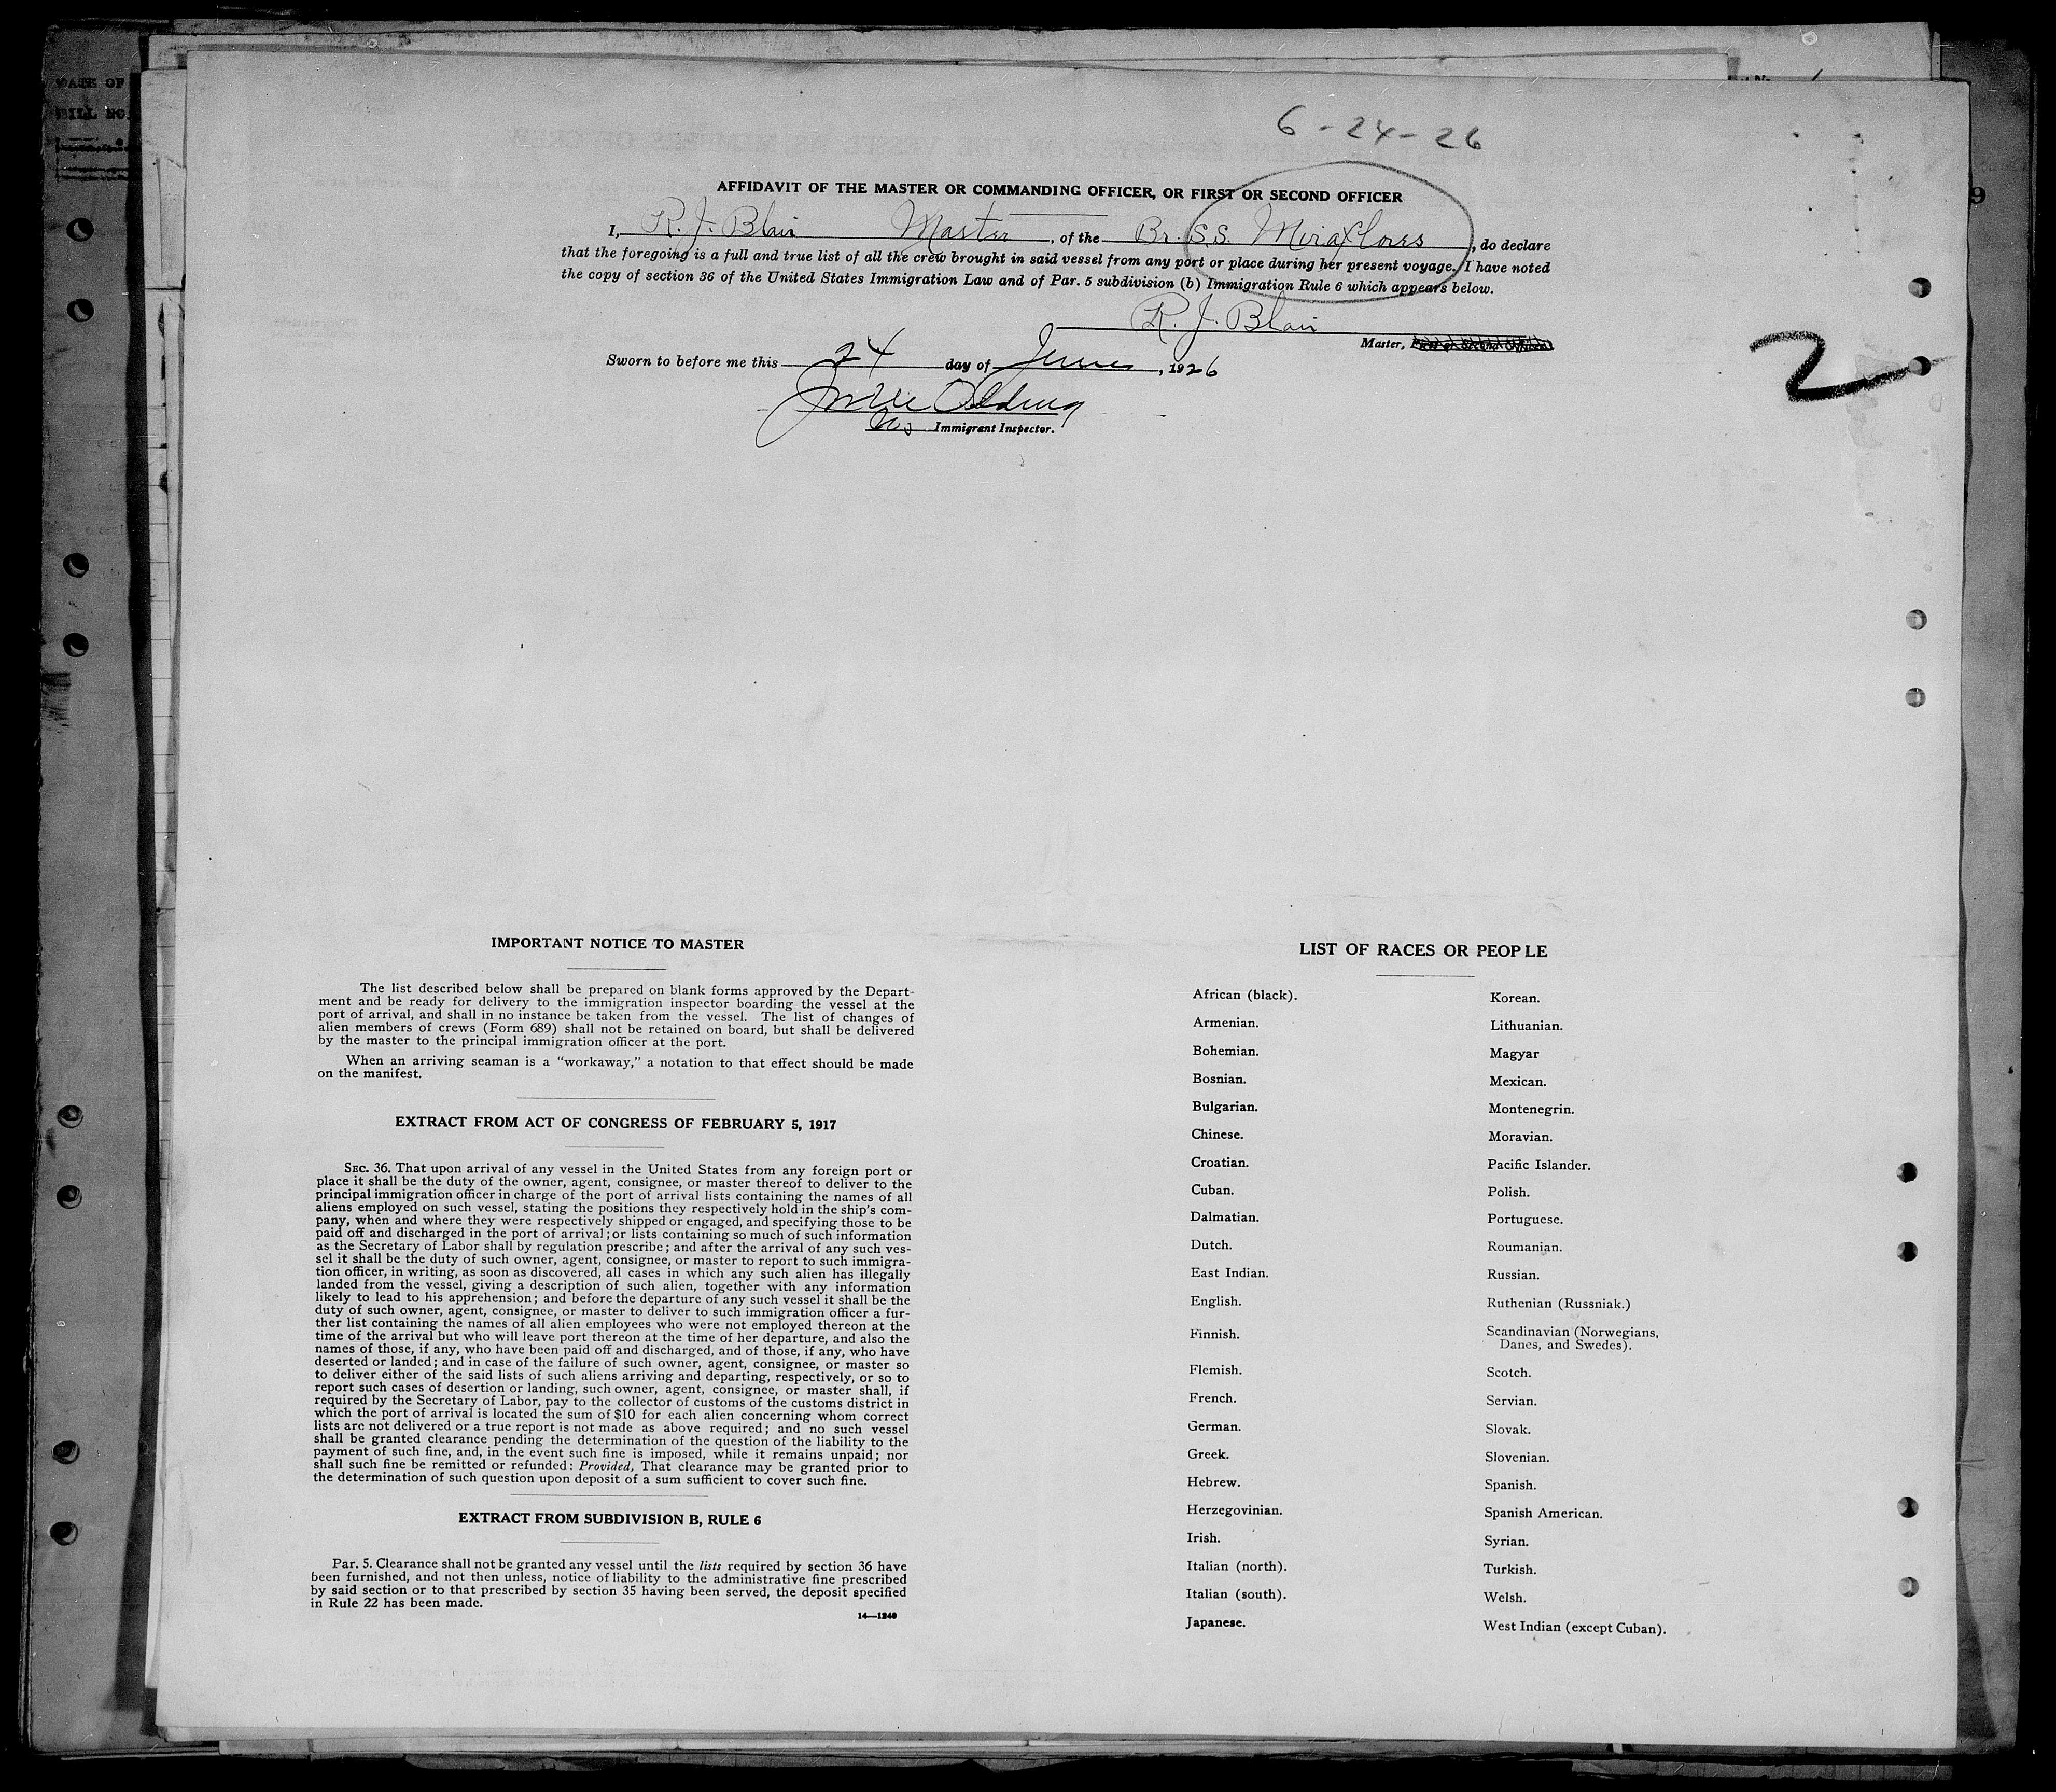 DATE OF
BILL NO.
9
6-24-26
AFFIDAVIT OF THE MASTER OR COMMANDING OFFICER, OR FIRST OR SECOND OFFICER
I, R. J. Blair Master, of the Br. S.S. Miraflores, do declare
that the foregoing is a full and true list of all the crew brought in said vessel from any port or place during her present voyage. I have noted
the copy of section 36 of the United States Immigration Law and of Par. 5 subdivision (b) Immigration Rule 6 which appears below.
R. J. Blair
Master, First or Second Officer.
2
Sworn to before me this 24 day of June, 1926
Immigrant Inspector.
IMPORTANT NOTICE TO MASTER
The list described below shall be prepared on blank forms approved by the Depart-
ment and be ready for delivery to the immigration inspector boarding the vessel at the
port of arrival, and shall in no instance be taken from the vessel. The list of changes of
alien members of crews (Form 689) shall not be retained on board, but shall be delivered
by the master to the principal immigration officer at the port.
When an arriving seaman is a "workaway," a notation to that effect should be made
on the manifest.
EXTRACT FROM ACT OF CONGRESS OF FEBRUARY 5, 1917
SEC. 36. That upon arrival of any vessel in the United States from any foreign port or
place it shall be the duty of the owner, agent, consignee, or master thereof to deliver to the
principal immigration officer in charge of the port of arrival lists containing the names of all
aliens employed on such vessel, stating the positions they respectively hold in the ship's com-
pany, when and where they were respectively shipped or engaged, and specifying those to be
paid off and discharged in the port of arrival; or lists containing so much of such information
as the Secretary of Labor shall by regulation prescribe; and after the arrival of any such ves-
sel it shall be the duty of such owner, agent, consignee, or master to report to such immigra-
tion officer, in writing, as soon as discovered, all cases in which any such alien has illegally
landed from the vessel, giving a description of such alien, together with any information
likely to lead to his apprehension; and before the departure of any such vessel it shall be the
duty of such owner, agent, consignee, or master to deliver to such immigration officer a fur-
ther list containing the names of all alien employees who were not employed thereon at the
time of the arrival but who will leave port thereon at the time of her departure, and also the
names of those, if any, who have been paid off and discharged, and of those, if any, who have
deserted or landed; and in case of the failure of such owner, agent, consignee, or master so
to deliver either of the said lists of such aliens arriving and departing, respectively, or so to
report such cases of desertion or landing, such owner, agent, consignee, or master shall, if
required by the Secretary of Labor, pay to the collector of customs of the customs district in
which the port of arrival is located the sum of $10 for each alien concerning whom correct
lists are not delivered or a true report is not made as above required; and no such vessel
shall be granted clearance pending the determination of the question of the liability to the
payment of such fine, and, in the event such fine is imposed, while it remains unpaid; nor
shall such fine be remitted or refunded: Provided, That clearance may be granted prior to
the determination of such question upon deposit of a sum sufficient to cover such fine.
EXTRACT FROM SUBDIVISION B, RULE 6
Par. 5. Clearance shall not be granted any vessel until the lists required by section 36 have
been furnished, and not then unless, notice of liability to the administrative fine prescribed
by said section or to that prescribed by section 35 having been served, the deposit specified
in Rule 22 has been made.
14—1240
LIST OF RACES OR PEOPLE
African (black).
Armenian.
Bohemian.
Bosnian.
Bulgarian.
Chinese.
Croatian.
Cuban.
Dalmatian.
Dutch.
East Indian.
English.
Finnish.
Flemish.
French.
German.
Greek.
Hebrew.
Herzegovinian.
Irish.
Italian (north).
Italian (south).
Japanese.
Korean.
Lithuanian.
Magyar
Mexican.
Montenegrin.
Moravian.
Pacific Islander.
Polish.
Portuguese.
Roumanian.
Russian.
Ruthenian (Russniak.)
Scandinavian (Norwegians,
Danes, and Swedes).
Scotch.
Servian.
Slovak.
Slovenian.
Spanish.
Spanish American.
Syrian.
Turkish.
Welsh.
West Indian (except Cuban).